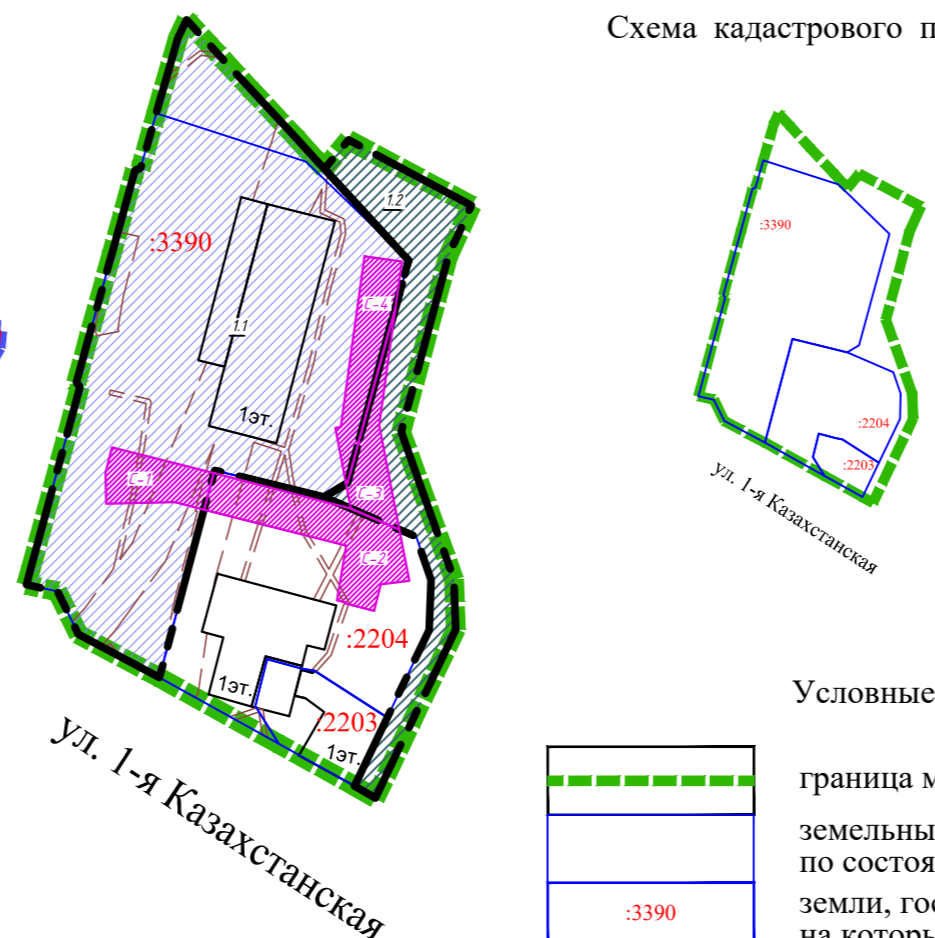 Схема кадастрового п
1.2
:3390
С-4
1.1
1эт.
С-1
С-3
С-2
:2204
1эт.
:2203
1эт.
ул. 1-я Казахстанская
:3390
:2204
:2203
ул. 1-я Казахстанская
Условные
граница м
земельны
по состоя
:3390
земли, гос
на которы